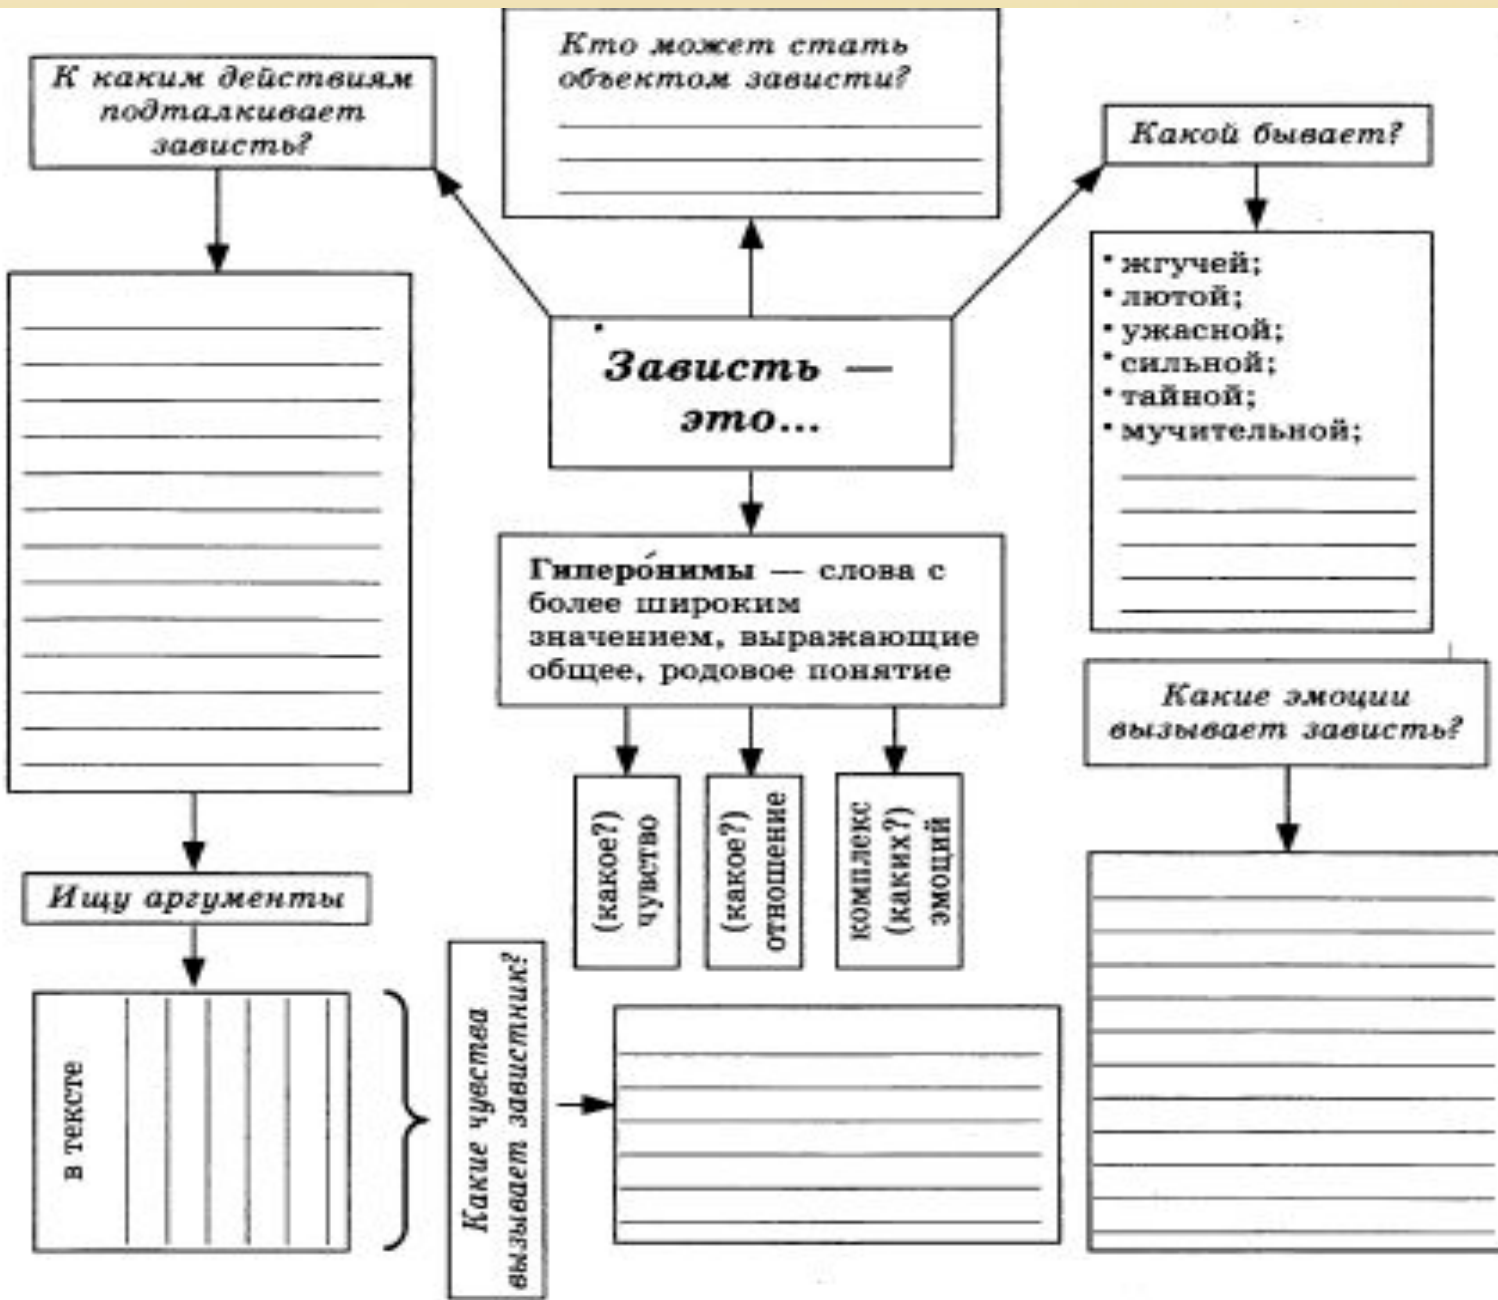 К каким действиям
подталкивает
зависть?
Кто может стать
объектом зависти?
Какой бывает?
• жгучей;
• лютой;
• ужасной;
• сильной;
• тайной;
• мучительной;
Зависть —
это...
Гиперо́нимы — слова с
более широким
значением, выражающие
общее, родовое понятие
(какое?)
чувство
(какое?)
отношение
комплекс
(каких?)
эмоций
Какие эмоции
вызывает зависть?
Ищу аргументы
в тексте
Какие чувства
вызывает завистник?